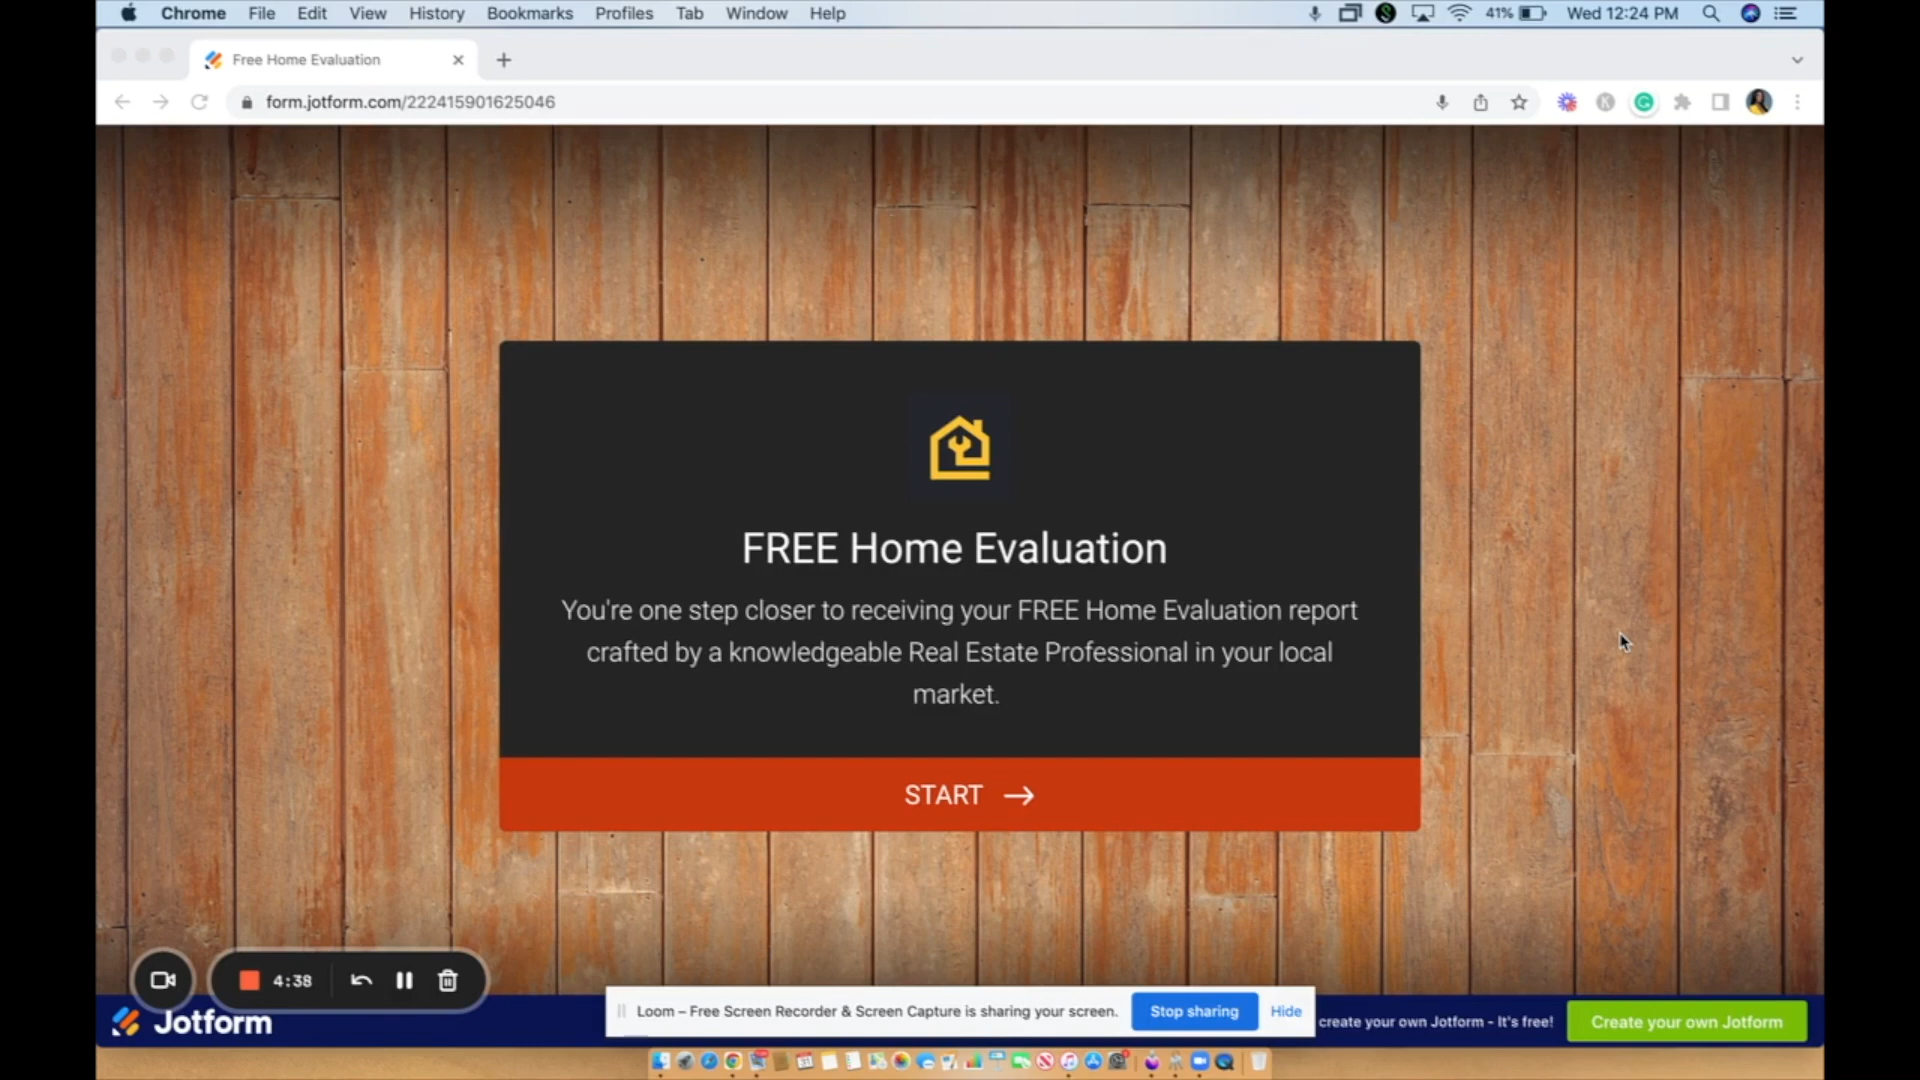 Chrome File Edit View History Bookmarks Profiles Tab Window Help 41% Wed 12:24 PM
Free Home Evaluation
form.jotform.com/222415901625046
FREE Home Evaluation
You're one step closer to receiving your FREE Home Evaluation report
crafted by a knowledgeable Real Estate Professional in your local
market.
START
4:38
Loom – Free Screen Recorder & Screen Capture is sharing your screen. Stop sharing Hide
Jotform
create your own Jotform - It's free! Create your own Jotform